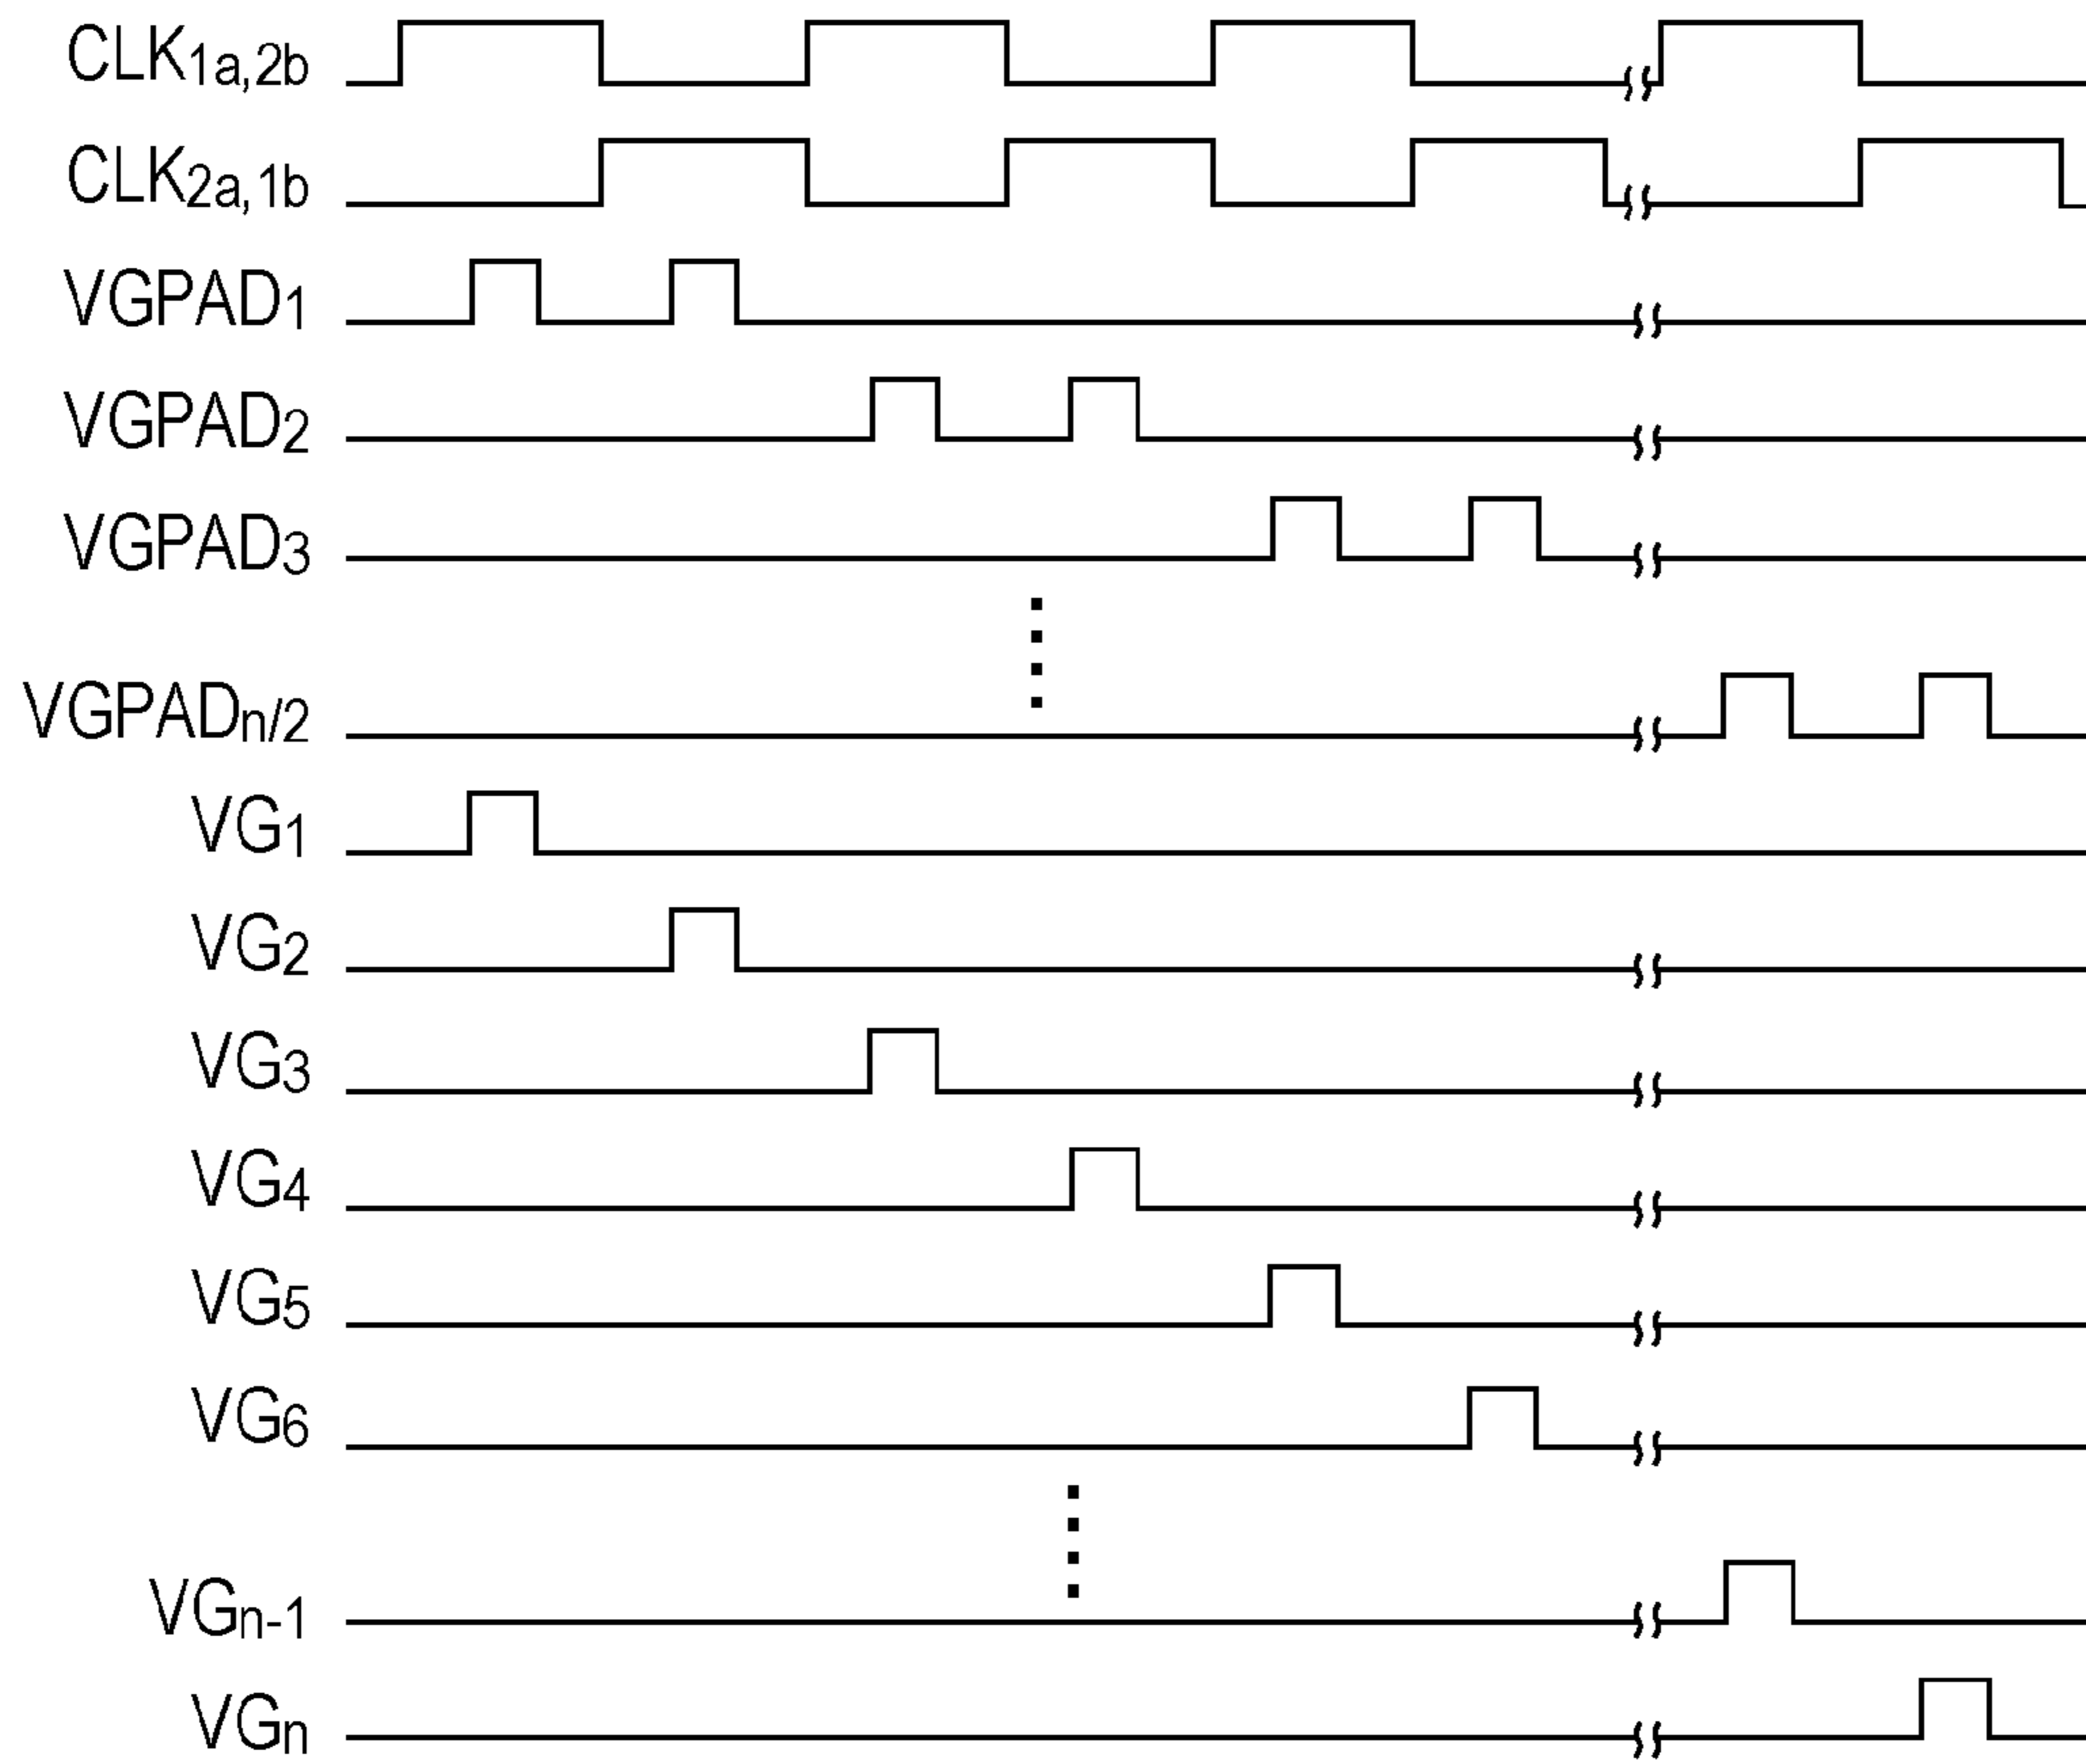 CLK1a,2b
CLK2a,1b
VGPAD1
VGPAD2
VGPAD3
VGPADn/2
VG1
VG2
VG3
VG4
VG5
VG6
VGn-1
VGn